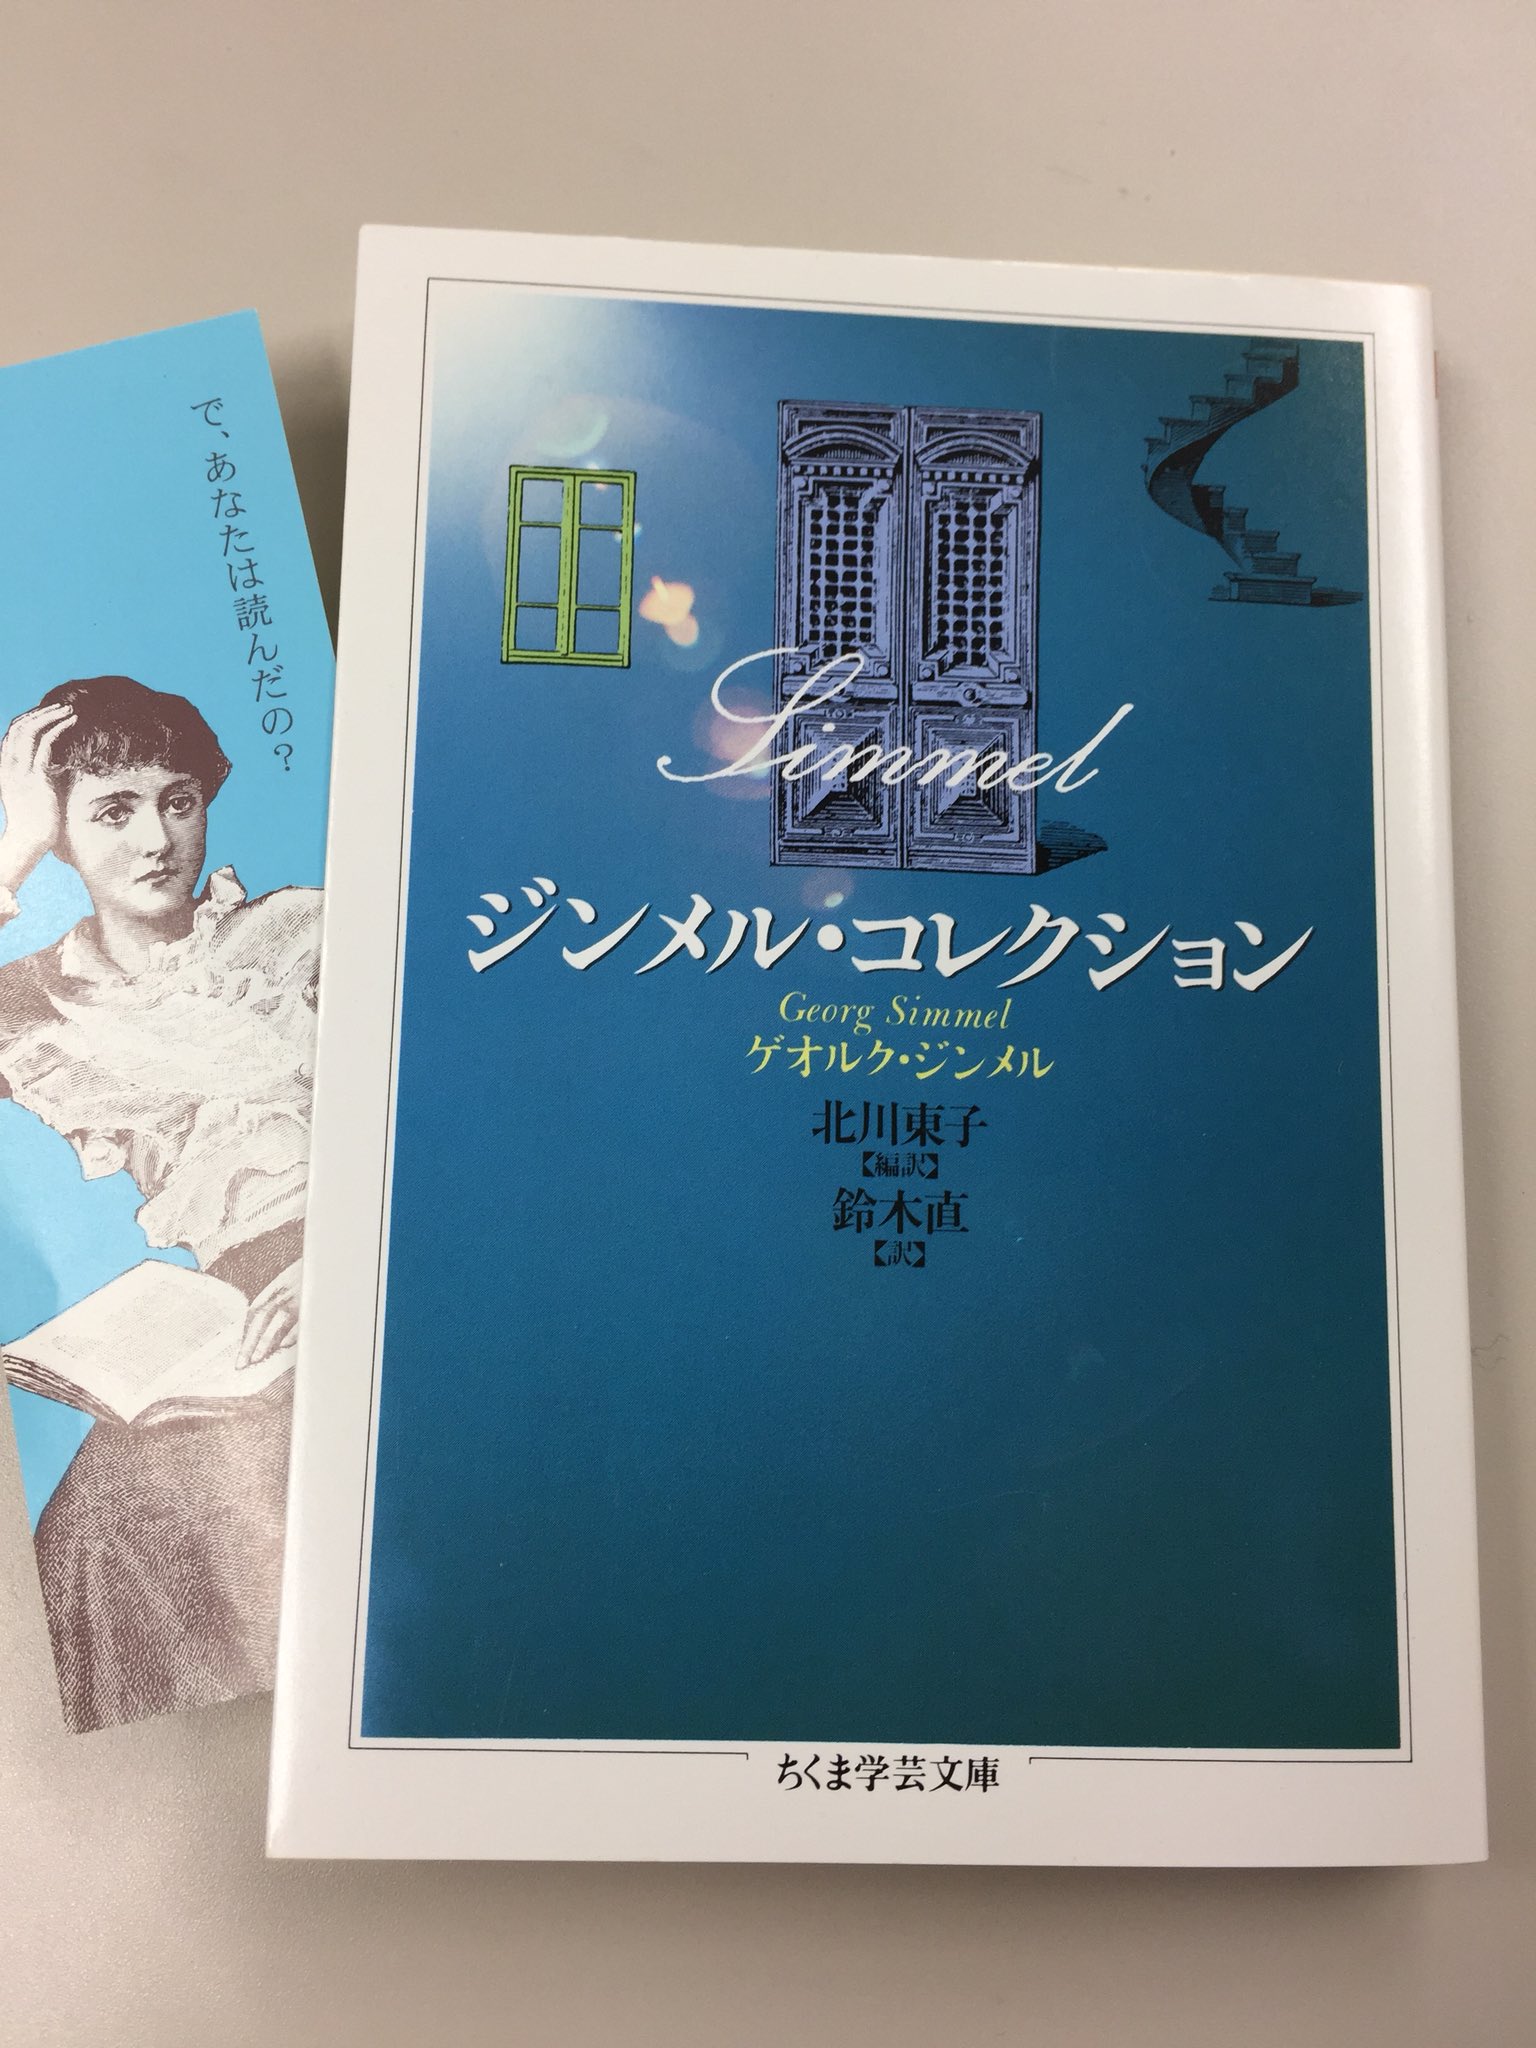 で、あなたは読んだの?
Simmel
ジンメル・コレクション
Georg Simmel
ゲオルク・ジンメル
北川東子
【編訳】
鈴木直
【訳】
ちくま学芸文庫